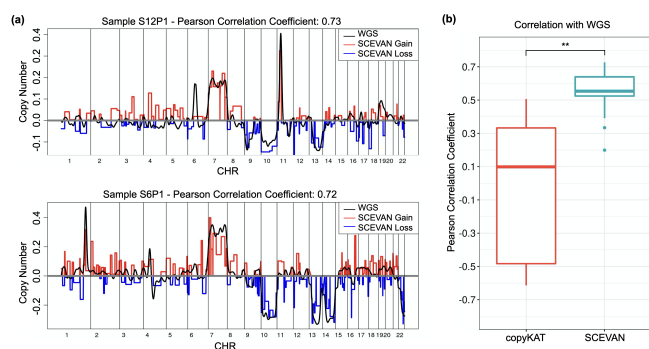 (a)
Sample S12P1 - Pearson Correlation Coefficient: 0.73
WGS
SCEVAN Gain
SCEVAN Loss
Copy Number
0.4
0.2
0.1
0.0
-0.1
1 2 3 4 5 6 7 8 9 10 11 12 13 14 15 16 17 18 19 20 22
CHR
Sample S6P1 - Pearson Correlation Coefficient: 0.72
WGS
SCEVAN Gain
SCEVAN Loss
Copy Number
0.4
0.2
0.0
-0.2
1 2 3 4 5 6 7 8 9 10 11 12 13 14 15 16 17 18 19 20 22
CHR
(b)
Correlation with WGS
**
Pearson Correlation Coefficient
0.7
0.5
0.3
0.1
-0.1
-0.3
-0.5
-0.7
copyKAT SCEVAN